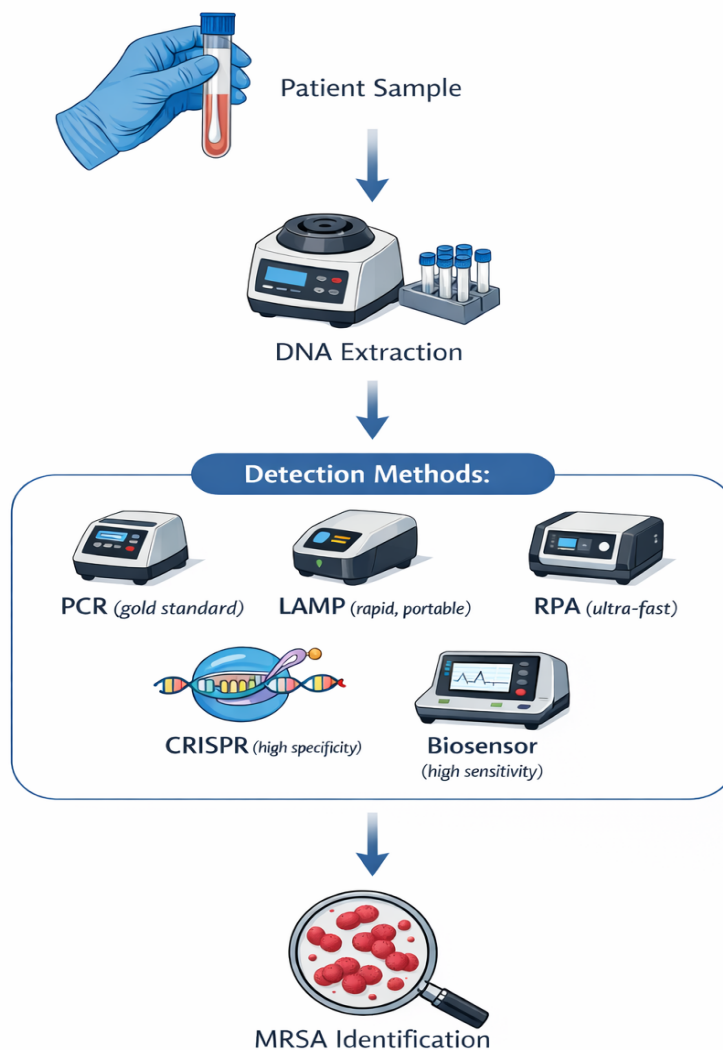 Patient Sample
DNA Extraction
Detection Methods:
PCR (gold standard)
LAMP (rapid, portable)
RPA (ultra-fast)
CRISPR (high specificity)
Biosensor
(high sensitivity)
MRSA Identification